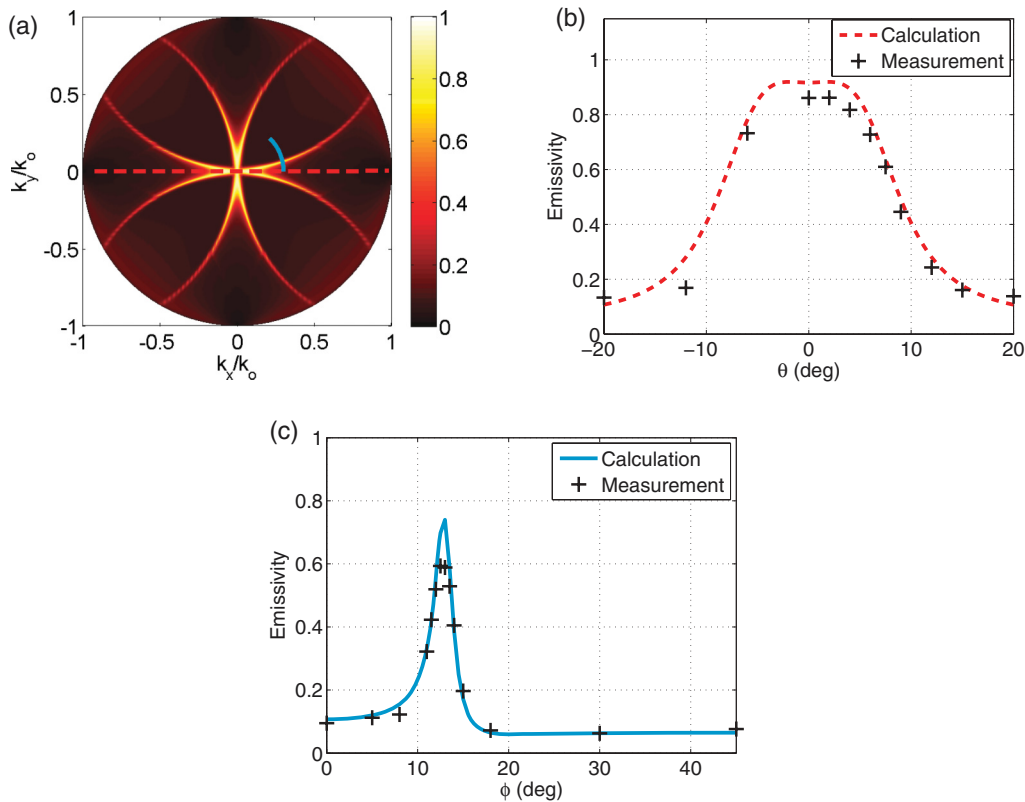 (a)
1
0.5
0
-0.5
-1
k_y/k_o
-1 -0.5 0 0.5 1
k_x/k_o
1
0.8
0.6
0.4
0.2
0
(b)
1
0.8
0.6
0.4
0.2
0
Emissivity
Calculation
Measurement
−20 −10 0 10 20
θ (deg)
(c)
1
0.8
0.6
0.4
0.2
0
Emissivity
Calculation
Measurement
0 10 20 30 40
ϕ (deg)